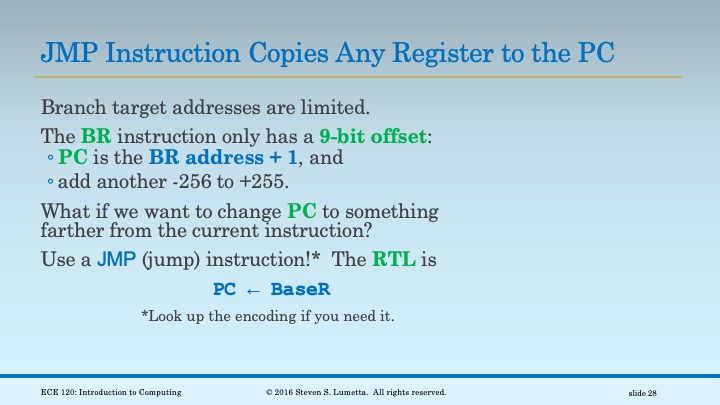 JMP Instruction Copies Any Register to the PC
Branch target addresses are limited.
The BR instruction only has a 9-bit offset:
◦ PC is the BR address + 1, and
◦ add another -256 to +255.
What if we want to change PC to something
farther from the current instruction?
Use a JMP (jump) instruction!* The RTL is
PC ← BaseR
*Look up the encoding if you need it.
ECE 120: Introduction to Computing
© 2016 Steven S. Lumetta. All rights reserved.
slide 28